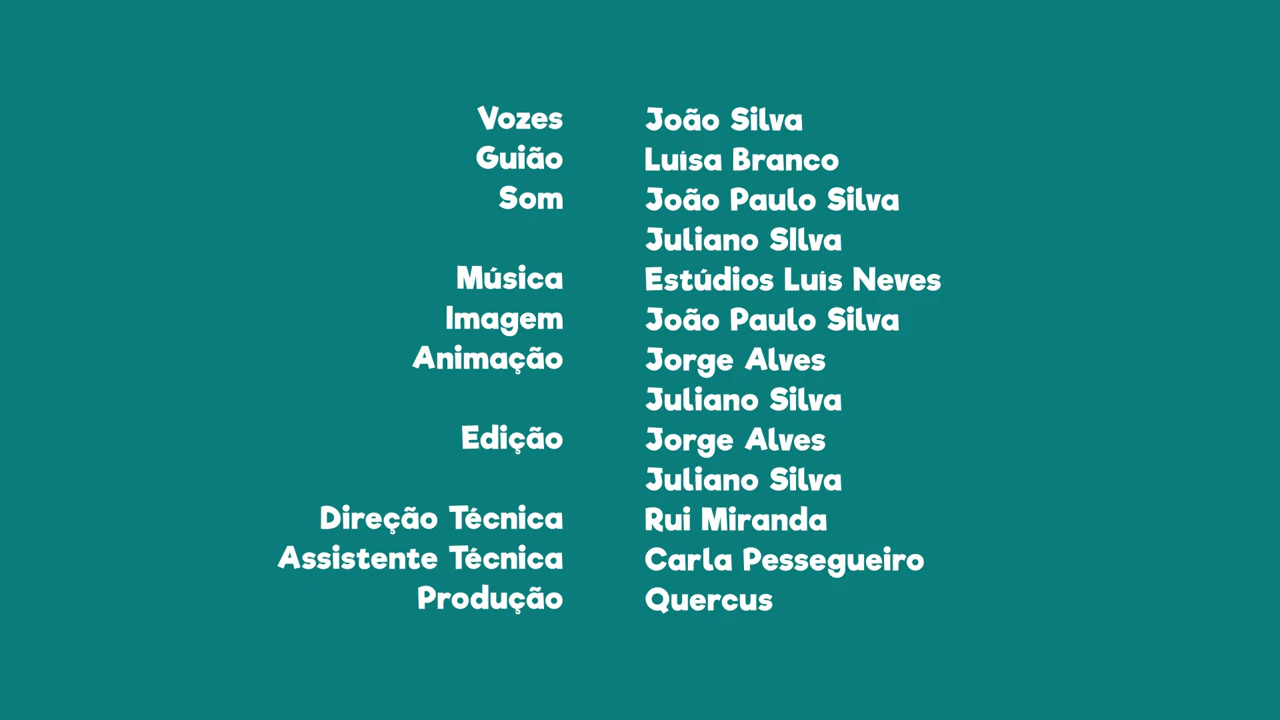 Vozes João Silva
Guião Luísa Branco
Som João Paulo Silva
Juliano SIlva
Música Estúdios Luís Neves
Imagem João Paulo Silva
Animação Jorge Alves
Juliano Silva
Edição Jorge Alves
Juliano Silva
Direção Técnica Rui Miranda
Assistente Técnica Carla Pessegueiro
Produção Quercus